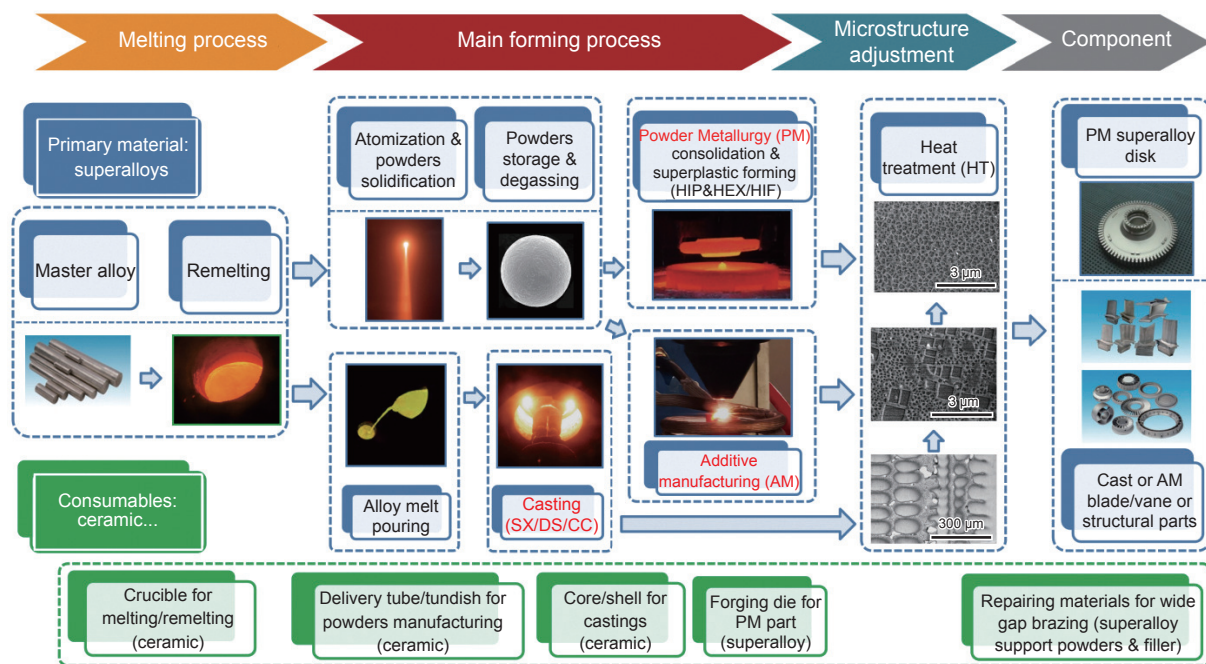 Melting process
Main forming process
Microstructure
adjustment
Component
Primary material:
superalloys
Master alloy
Remelting
Consumables:
ceramic...
Atomization &
powders
solidification
Powders
storage &
degassing
Powder Metallurgy (PM)
consolidation &
superplastic forming
(HIP&HEX/HIF)
Alloy melt
pouring
Casting
(SX/DS/CC)
Additive
manufacturing (AM)
Heat
treatment (HT)
3 μm
3 μm
300 μm
PM superalloy
disk
Cast or AM
blade/vane or
structural parts
Crucible for
melting/remelting
(ceramic)
Delivery tube/tundish for
powders manufacturing
(ceramic)
Core/shell for
castings
(ceramic)
Forging die for
PM part
(superalloy)
Repairing materials for wide
gap brazing (superalloy
support powders & filler)